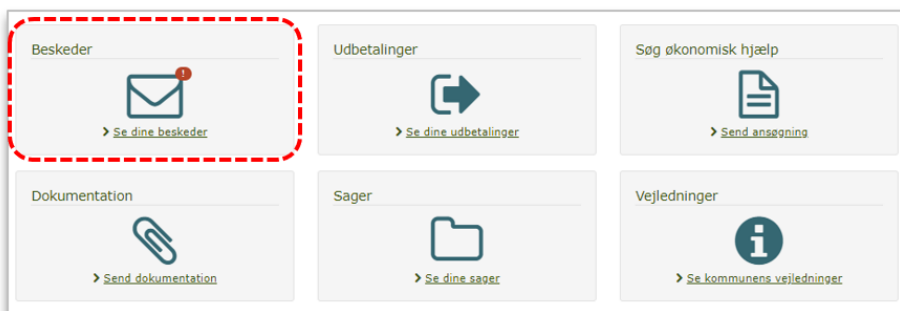 Beskeder
!
Se dine beskeder
Udbetalinger
Se dine udbetalinger
Søg økonomisk hjælp
Send ansøgning
Dokumentation
Send dokumentation
Sager
Se dine sager
Vejledninger
Se kommunens vejledninger